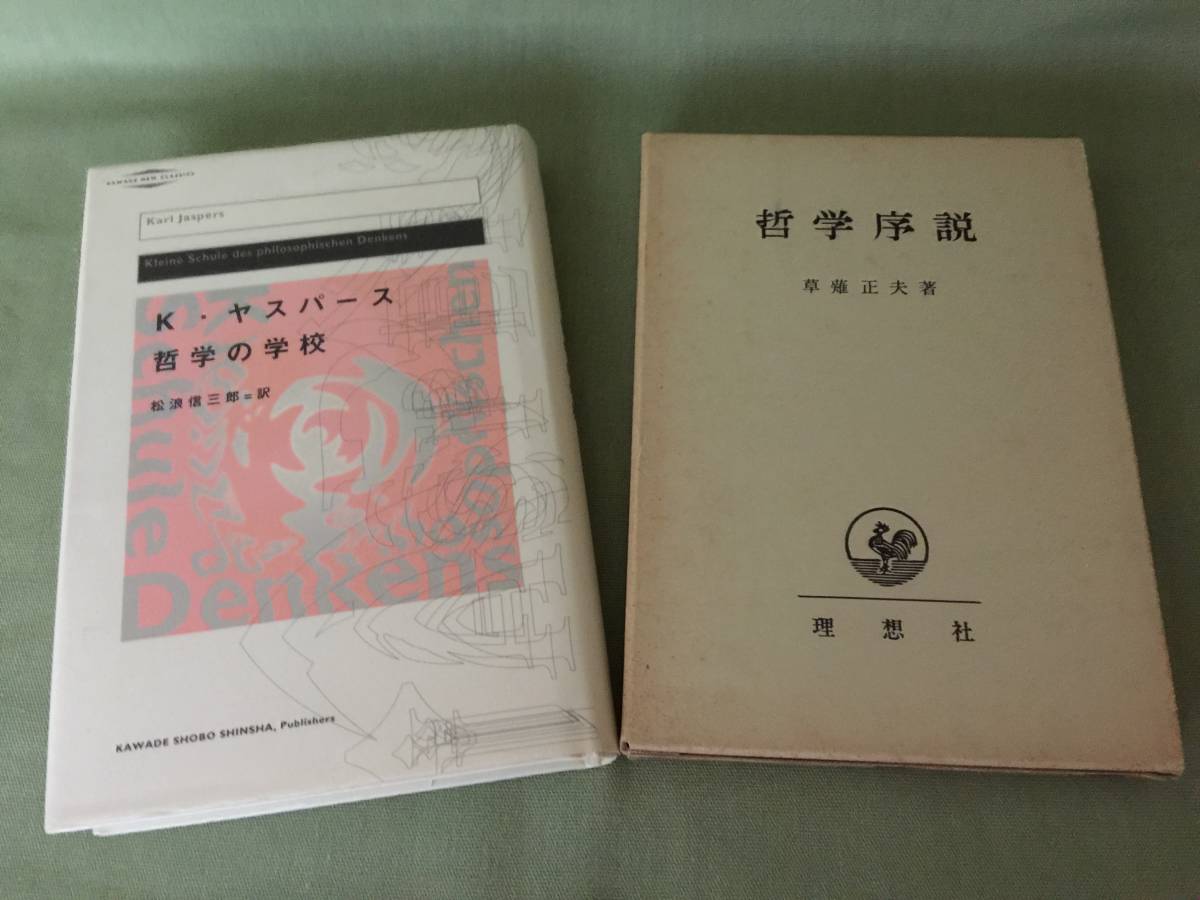 KAWADE NEW CLASSICS
Karl Jaspers
Kleine Schule des philosophischen Denkens
K・ヤスパース
哲学の学校
松浪信三郎=訳
Schule
Denkens
KAWADE SHOBO SHINSHA, Publishers
哲学序説
草薙正夫著
理想社